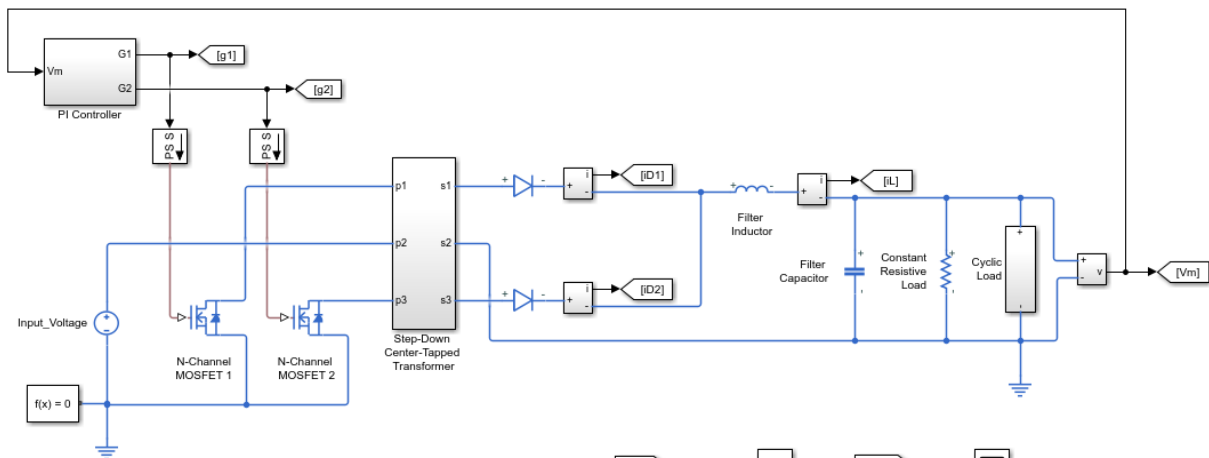 Vm
G1
G2
PI Controller
[g1]
[g2]
PS S
PS S
p1
p2
p3
s1
s2
s3
Step-Down
Center-Tapped
Transformer
Input_Voltage
+
-
N-Channel
MOSFET 1
N-Channel
MOSFET 2
f(x) = 0
+
-
+
i
-
[iD1]
+
-
+
i
-
[iD2]
+
-
Filter
Inductor
+
i
-
[iL]
Filter
Capacitor
+
-
Constant
Resistive
Load
+
-
Cyclic
Load
+
-
+
-
v
[Vm]